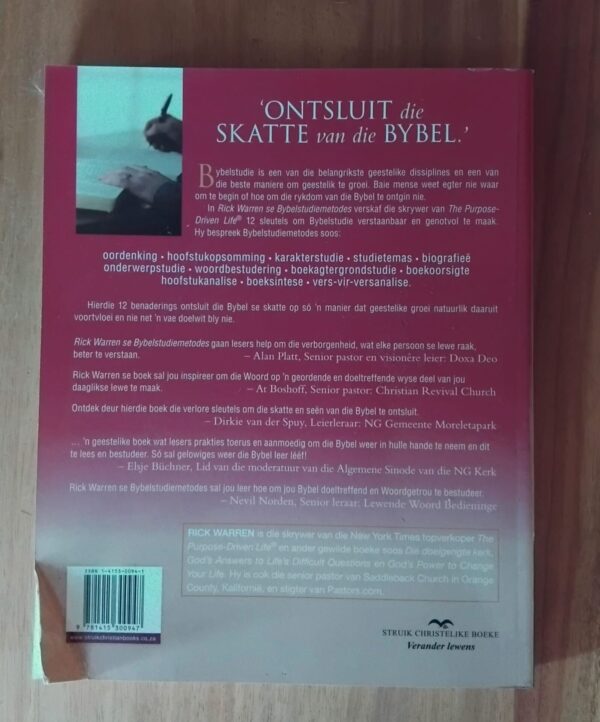 ‘ONTSLUIT die
SKATTE van die BYBEL.’
Bybelstudie is een van die belangrikste geestelike dissiplines en een van
die beste maniere om geestelik te groei. Baie mense weet egter nie waar
om te begin of hoe om die rykdom van die Bybel te ontgin nie.
In Rick Warren se Bybelstudiemetodes verskaf die skrywer van The Purpose-
Driven Life® 12 sleutels om Bybelstudie verstaanbaar en genotvol te maak.
Hy bespreek Bybelstudiemetodes soos:
oordenking • hoofstukopsomming • karakterstudie • studietemas • biografieë
onderwerpstudie • woordbestudering • boekagtergrondstudie • boekoorsigte
hoofstukanalise • boeksintese • vers-vir-versanalise.
Hierdie 12 benaderings ontsluit die Bybel se skatte op só 'n manier dat geestelike groei natuurlik daaruit
voortvloei en nie net 'n vae doelwit bly nie.
Rick Warren se Bybelstudiemetodes gaan lesers help om die verborgenheid, wat elke persoon se lewe raak,
beter te verstaan. – Alan Platt, Senior pastor en visionêre leier: Doxa Deo
Rick Warren se boek sal jou inspireer om die Woord op 'n geordende en doeltreffende wyse deel van jou
daaglikse lewe te maak. – At Boshoff, Senior pastor: Christian Revival Church
Ontdek deur hierdie boek die verlore sleutels om die skatte en seën van die Bybel te ontsluit.
– Dirkie van der Spuy, Leierleraar: NG Gemeente Moreletapark
… 'n geestelike boek wat lesers prakties toerus en aanmoedig om die Bybel weer in hulle hande te neem en dit
te lees en bestudeer. Só sal gelowiges weer die Bybel leer léét!
– Elsje Büchner, Lid van die moderatuur van die Algemene Sinode van die NG Kerk
Rick Warren se Bybelstudiemetodes sal jou leer hoe om jou Bybel doeltreffend en Woordgetrou te bestudeer.
– Nevil Norden, Senior leraar: Lewende Woord Bedieninge
RICK WARREN is die skrywer van die New York Times topverkoper The
Purpose-Driven Life® en ander gewilde boeke soos Die doelgerigte kerk,
God's Answers to Life's Difficult Questions en God's Power to Change
Your Life. Hy is ook die senior pastor van Saddleback Church in Orange
County, Kalifornië, en stigter van Pastors.com.
ISBN 1-4153-0094-1
9 781415 300947
www.struikchristianbooks.co.za
STRUIK CHRISTELIKE BOEKE
Verander lewens